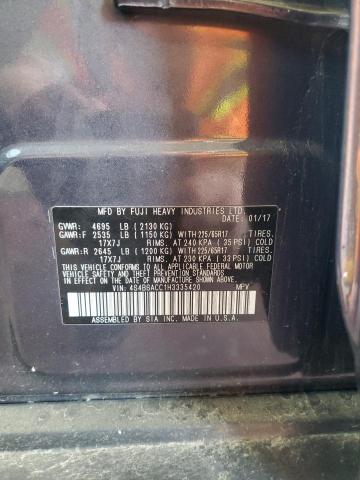 MFD BY FUJI HEAVY INDUSTRIES LTD.
DATE: 01/17
GVWR: 4695 LB (2130 KG)
GAWR:F 2535 LB (1150 KG) WITH 225/65R17 TIRES.
17X7J RIMS. AT 240 KPA (35 PSI) COLD
GAWR:R 2645 LB (1200 KG) WITH 225/65R17 TIRES.
17X7J RIMS. AT 230 KPA (33 PSI) COLD
THIS VEHICLE CONFORMS TO ALL APPLICABLE FEDERAL MOTOR
VEHICLE SAFETY AND THEFT PREVENTION STANDARDS
IN EFFECT ON THE DATE OF MANUFACTURE SHOWN ABOVE.
VIN: 4S4BSACC1H3335420 MPV
ASSEMBLED BY SIA INC. MADE IN U.S.A.